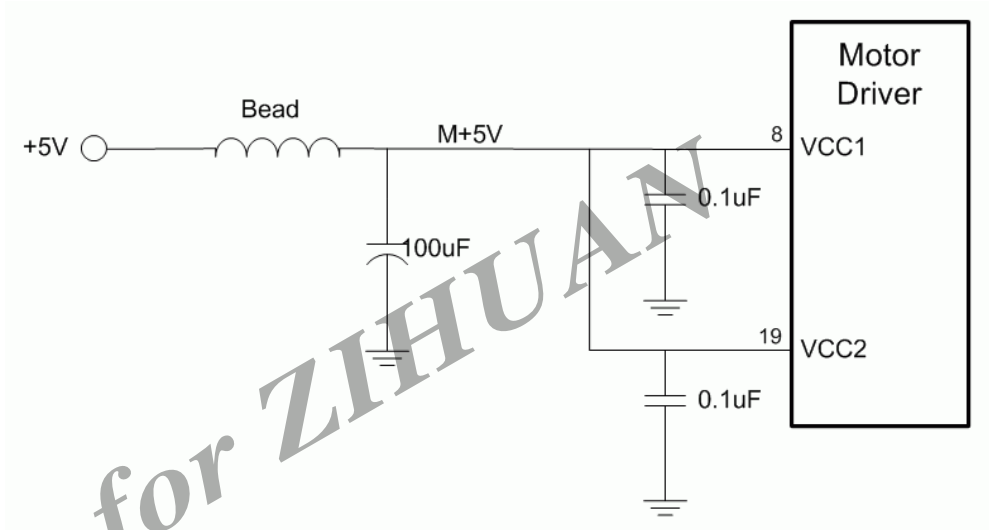 Motor
Driver
Bead
+5V
M+5V
8
VCC1
0.1uF
100uF
19
VCC2
0.1uF
for ZIHUAN